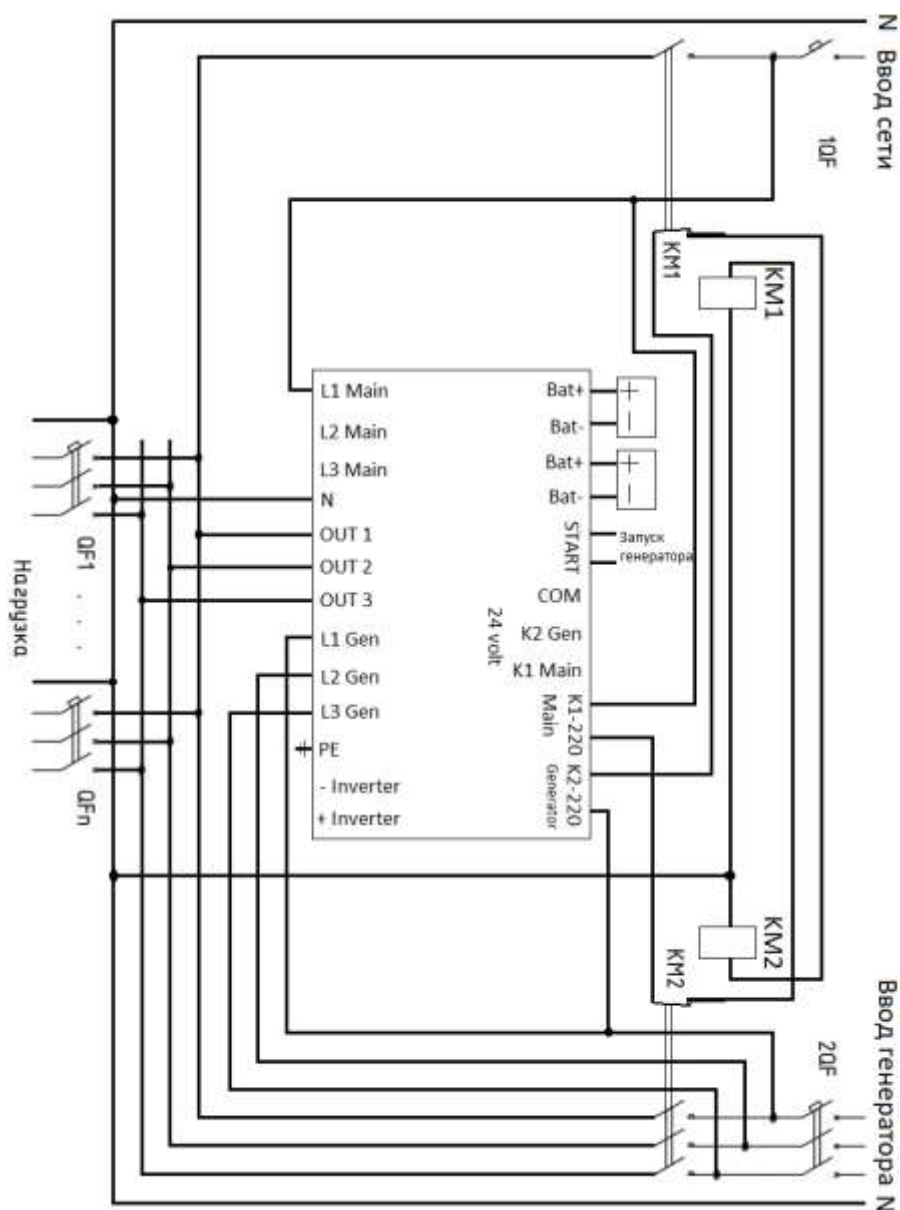 N
Ввод сети
1QF
KM1
KM1
L1 Main
L2 Main
L3 Main
N
OUT 1
OUT 2
OUT 3
L1 Gen
L2 Gen
L3 Gen
PE
- Inverter
+ Inverter
24 volt
Bat+
Bat-
Bat+
Bat-
START
COM
K2 Gen
K1 Main
K1-220
Main
K2-220
Generator
+
−
+
−
Запуск
генератора
QF1
. . . .
QFn
Нагрузка
KM2
KM2
2QF
Ввод генератора
N